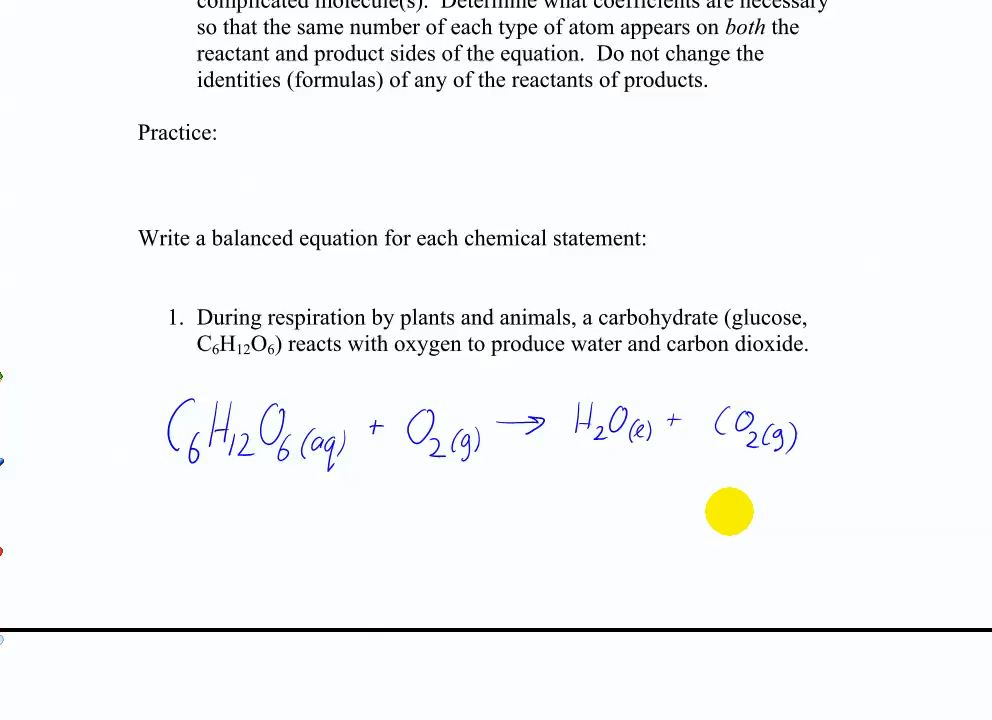 complicated molecule(s). Determine what coefficients are necessary
so that the same number of each type of atom appears on both the
reactant and product sides of the equation. Do not change the
identities (formulas) of any of the reactants of products.
Practice:
Write a balanced equation for each chemical statement:
1. During respiration by plants and animals, a carbohydrate (glucose,
C₆H₁₂O₆) reacts with oxygen to produce water and carbon dioxide.
C₆H₁₂O₆(aq) + O₂(g) → H₂O(l) + CO₂(g)